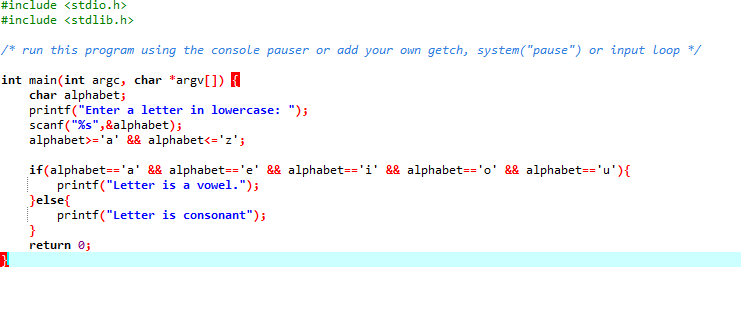 #include <stdio.h>
#include <stdlib.h>
/* run this program using the console pauser or add your own getch, system("pause") or input loop */
int main(int argc, char *argv[]) {
char alphabet;
printf("Enter a letter in lowercase: ");
scanf("%s",&alphabet);
alphabet>='a' && alphabet<='z';
if(alphabet=='a' && alphabet=='e' && alphabet=='i' && alphabet=='o' && alphabet=='u'){
printf("Letter is a vowel.");
}else{
printf("Letter is consonant");
}
return 0;
}